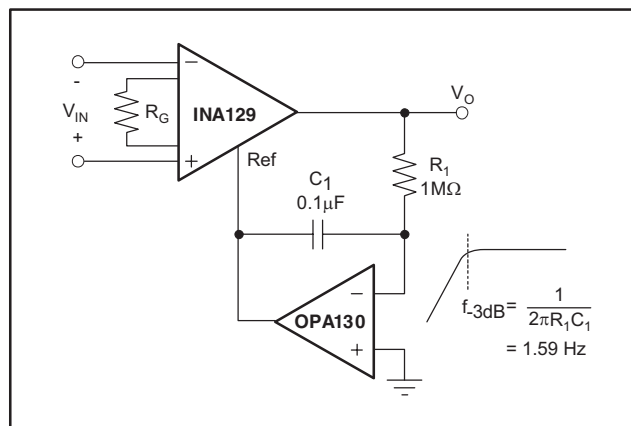 -
V_IN
+
R_G
−
INA129
+
Ref
V_O
R_1
1MΩ
C_1
0.1μF
−
OPA130
+
f_-3dB = 1 / 2πR_1C_1
= 1.59 Hz